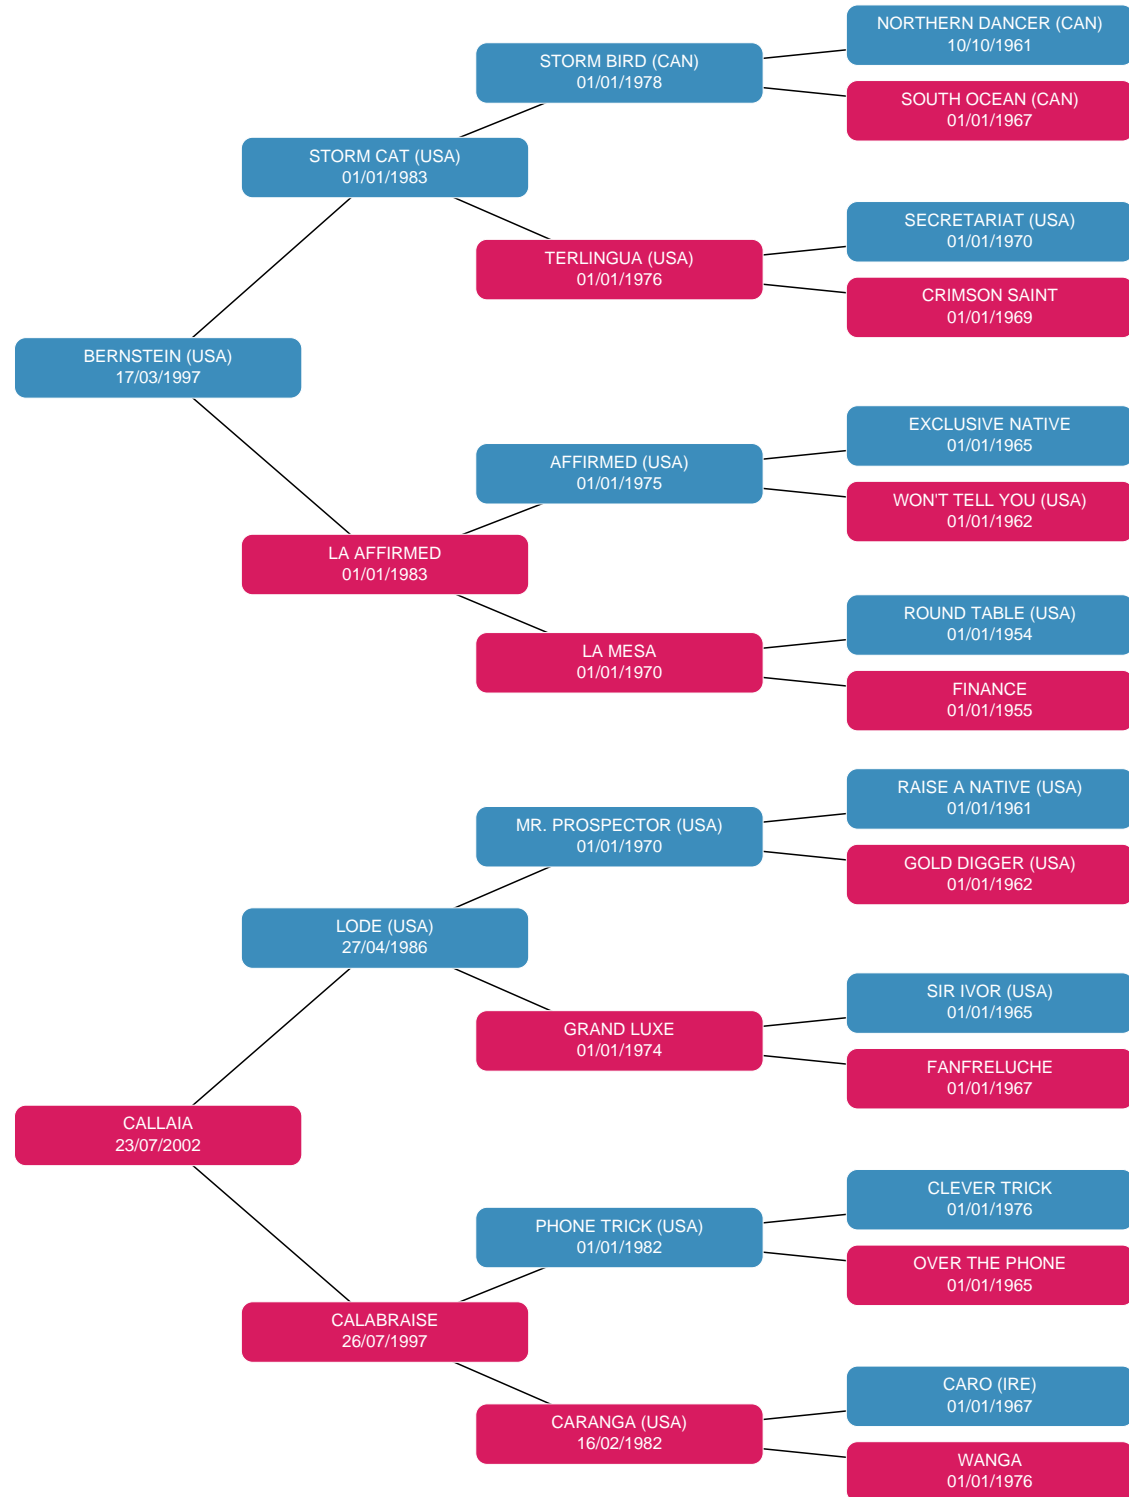 NORTHERN DANCER (CAN)
10/10/1961
STORM BIRD (CAN)
01/01/1978
SOUTH OCEAN (CAN)
01/01/1967
STORM CAT (USA)
01/01/1983
SECRETARIAT (USA)
01/01/1970
TERLINGUA (USA)
01/01/1976
CRIMSON SAINT
01/01/1969
BERNSTEIN (USA)
17/03/1997
EXCLUSIVE NATIVE
01/01/1965
AFFIRMED (USA)
01/01/1975
WON'T TELL YOU (USA)
01/01/1962
LA AFFIRMED
01/01/1983
ROUND TABLE (USA)
01/01/1954
LA MESA
01/01/1970
FINANCE
01/01/1955
RAISE A NATIVE (USA)
01/01/1961
MR. PROSPECTOR (USA)
01/01/1970
GOLD DIGGER (USA)
01/01/1962
LODE (USA)
27/04/1986
SIR IVOR (USA)
01/01/1965
GRAND LUXE
01/01/1974
FANFRELUCHE
01/01/1967
CALLAIA
23/07/2002
CLEVER TRICK
01/01/1976
PHONE TRICK (USA)
01/01/1982
OVER THE PHONE
01/01/1965
CALABRAISE
26/07/1997
CARO (IRE)
01/01/1967
CARANGA (USA)
16/02/1982
WANGA
01/01/1976